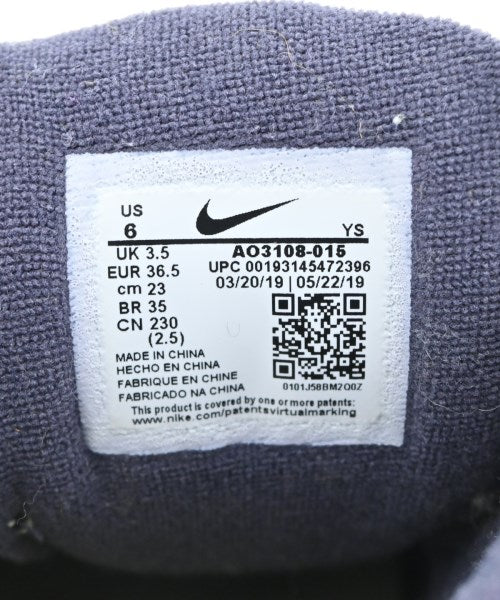 US
6 YS
UK 3.5 AO3108-015
EUR 36.5 UPC 00193145472396
cm 23 03/20/19 | 05/22/19
BR 35
CN 230
(2.5)
MADE IN CHINA
HECHO EN CHINA
FABRIQUE EN CHINE
FABRICADO NA CHINA
0101J58BM2O0Z
This product is covered by one or more patents:
www.nike.com/patentsvirtualmarking